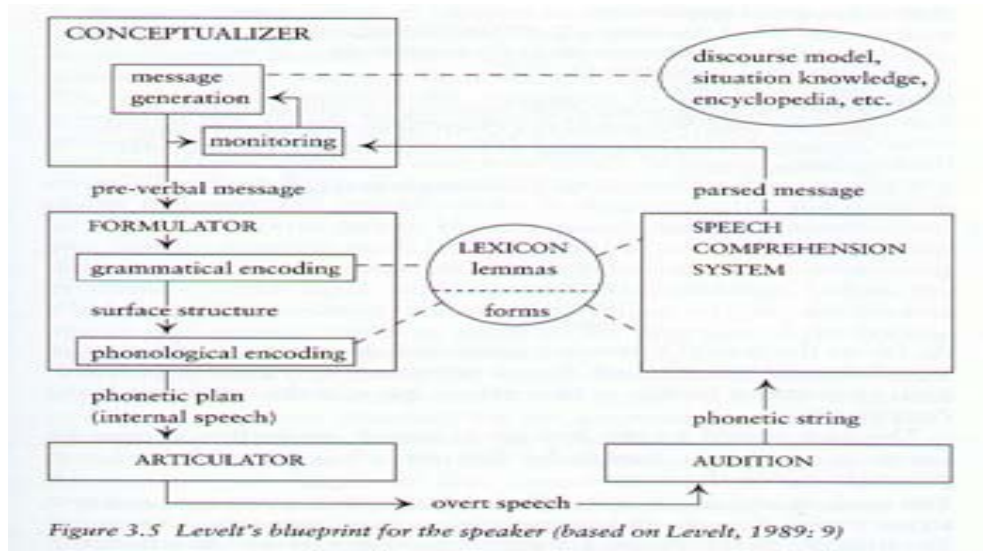 CONCEPTUALIZER
message
generation
monitoring
discourse model,
situation knowledge,
encyclopedia, etc.
pre-verbal message
parsed message
FORMULATOR
grammatical encoding
surface structure
phonological encoding
LEXICON
lemmas
forms
SPEECH
COMPREHENSION
SYSTEM
phonetic plan
(internal speech)
phonetic string
ARTICULATOR
AUDITION
overt speech
Figure 3.5 Levelt's blueprint for the speaker (based on Levelt, 1989: 9)